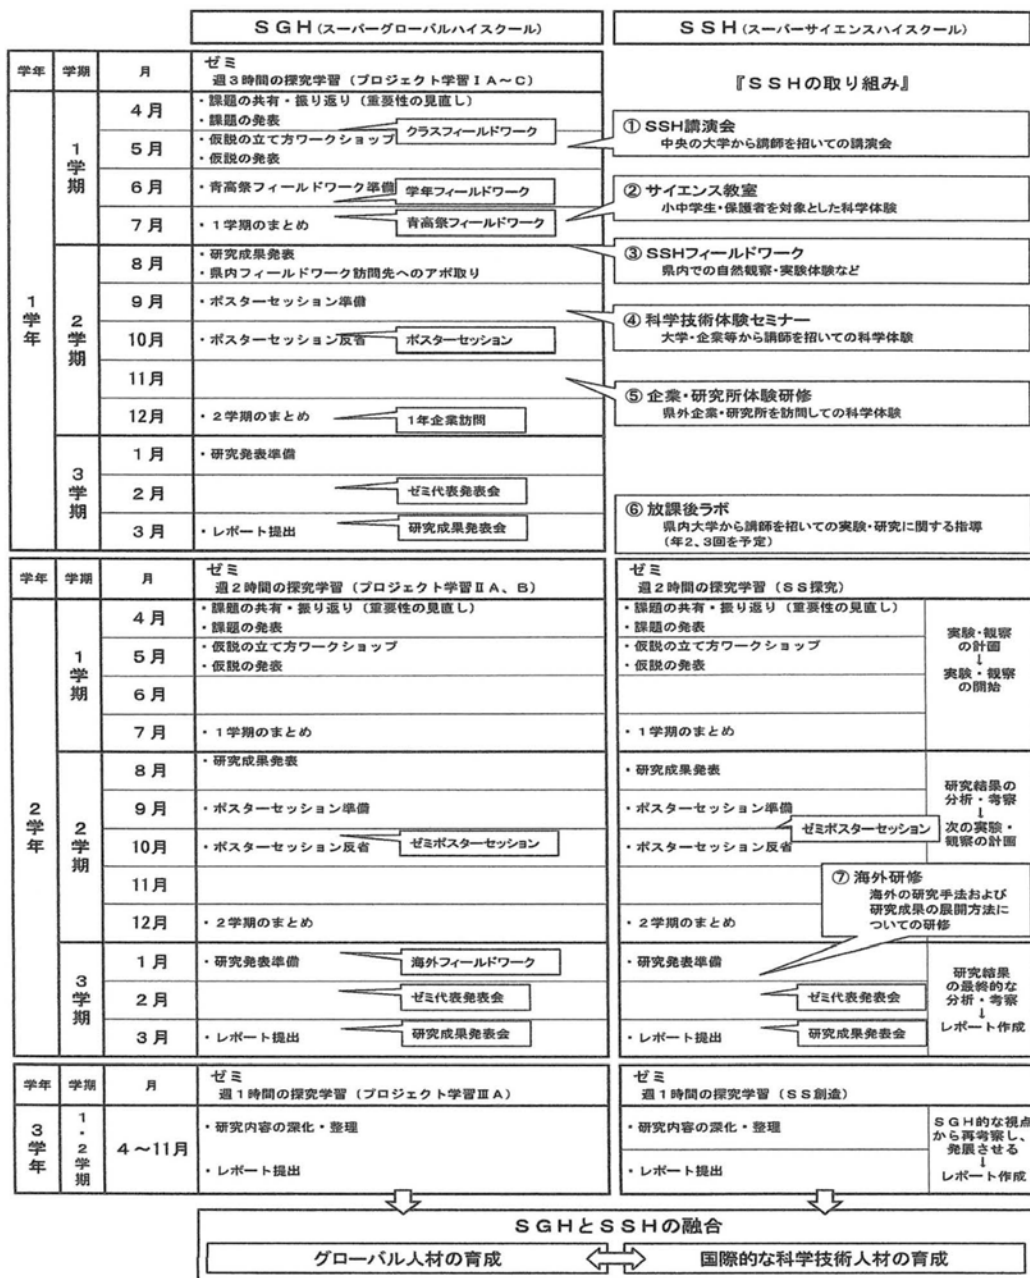 SGH(スーパーグローバルハイスクール)
SSH(スーパーサイエンスハイスクール)
学年 学期 月
ゼミ
週3時間の探究学習(プロジェクト学習ⅠA~C)
『SSHの取り組み』
1学年
1学期
4月
・課題の共有・振り返り(重要性の見直し)
・課題の発表
クラスフィールドワーク
5月
・仮説の立て方ワークショップ
・仮説の発表
6月
・青高祭フィールドワーク準備
学年フィールドワーク
7月
・1学期のまとめ
青高祭フィールドワーク
2学期
8月
・研究成果発表
・県内フィールドワーク訪問先へのアポ取り
9月
・ポスターセッション準備
10月
・ポスターセッション反省
ポスターセッション
11月
12月
・2学期のまとめ
1年企業訪問
3学期
1月
・研究発表準備
2月
ゼミ代表発表会
3月
・レポート提出
研究成果発表会
① SSH講演会
中央の大学から講師を招いての講演会
② サイエンス教室
小中学生・保護者を対象とした科学体験
③ SSHフィールドワーク
県内での自然観察・実験体験など
④ 科学技術体験セミナー
大学・企業等から講師を招いての科学体験
⑤ 企業・研究所体験研修
県外企業・研究所を訪問しての科学体験
⑥ 放課後ラボ
県内大学から講師を招いての実験・研究に関する指導
(年2、3回を予定)
学年 学期 月
ゼミ
週2時間の探究学習(プロジェクト学習ⅡA、B)
ゼミ
週2時間の探究学習(SS探究)
2学年
1学期
4月
・課題の共有・振り返り(重要性の見直し)
・課題の発表
5月
・仮説の立て方ワークショップ
・仮説の発表
6月
7月
・1学期のまとめ
2学期
8月
・研究成果発表
9月
・ポスターセッション準備
10月
・ポスターセッション反省
ゼミポスターセッション
11月
12月
・2学期のまとめ
3学期
1月
・研究発表準備
海外フィールドワーク
2月
ゼミ代表発表会
3月
・レポート提出
研究成果発表会
・課題の共有・振り返り(重要性の見直し)
・課題の発表
・仮説の立て方ワークショップ
・仮説の発表
・1学期のまとめ
実験・観察
の計画
↓
実験・観察
の開始
・研究成果発表
・ポスターセッション準備
ゼミポスターセッション
・ポスターセッション反省
・2学期のまとめ
研究結果の
分析・考察
↓
次の実験・
観察の計画
⑦ 海外研修
海外の研究手法および
研究成果の展開方法に
ついての研修
・研究発表準備
ゼミ代表発表会
・レポート提出
研究成果発表会
研究結果
の最終的な
分析・考察
↓
レポート作成
学年 学期 月
ゼミ
週1時間の探究学習(プロジェクト学習ⅢA)
ゼミ
週1時間の探究学習(SS創造)
3学年
1・2学期
4~11月
・研究内容の深化・整理
・レポート提出
・研究内容の深化・整理
・レポート提出
SGH的な視点
から再考察し、
発展させる
↓
レポート作成
SGHとSSHの融合
グローバル人材の育成
国際的な科学技術人材の育成